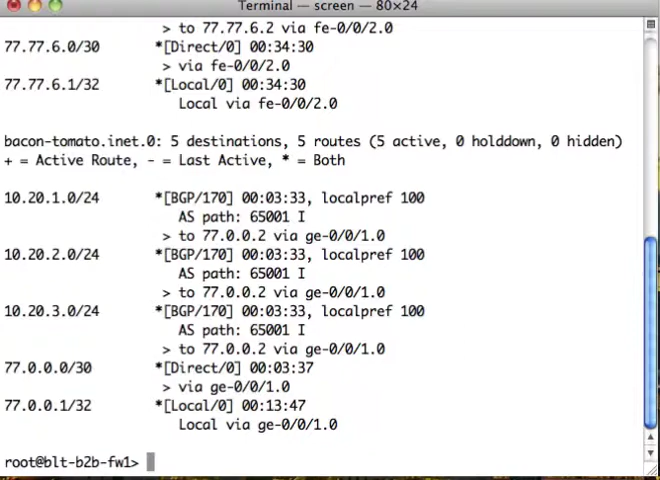 Terminal — screen — 80×24
> to 77.77.6.2 via fe-0/0/2.0
77.77.6.0/30 *[Direct/0] 00:34:30
> via fe-0/0/2.0
77.77.6.1/32 *[Local/0] 00:34:30
Local via fe-0/0/2.0
bacon-tomato.inet.0: 5 destinations, 5 routes (5 active, 0 holddown, 0 hidden)
+ = Active Route, - = Last Active, * = Both
10.20.1.0/24 *[BGP/170] 00:03:33, localpref 100
AS path: 65001 I
> to 77.0.0.2 via ge-0/0/1.0
10.20.2.0/24 *[BGP/170] 00:03:33, localpref 100
AS path: 65001 I
> to 77.0.0.2 via ge-0/0/1.0
10.20.3.0/24 *[BGP/170] 00:03:33, localpref 100
AS path: 65001 I
> to 77.0.0.2 via ge-0/0/1.0
77.0.0.0/30 *[Direct/0] 00:03:37
> via ge-0/0/1.0
77.0.0.1/32 *[Local/0] 00:13:47
Local via ge-0/0/1.0
root@blt-b2b-fw1>